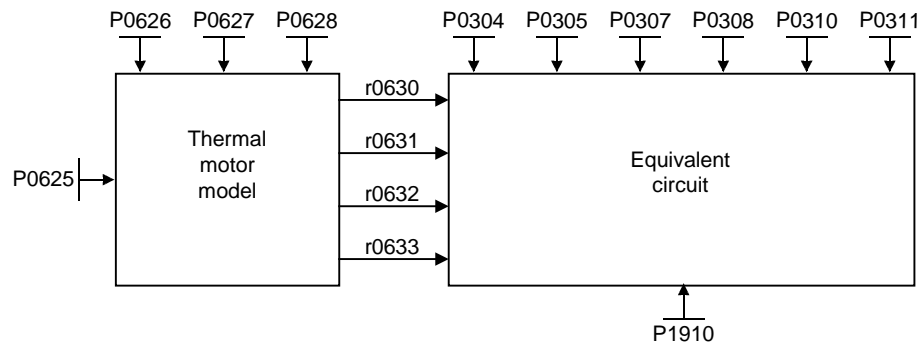 P0626 P0627 P0628 P0304 P0305 P0307 P0308 P0310 P0311
r0630
Thermal
motor
model
r0631
Equivalent
circuit
P0625
r0632
r0633
P1910